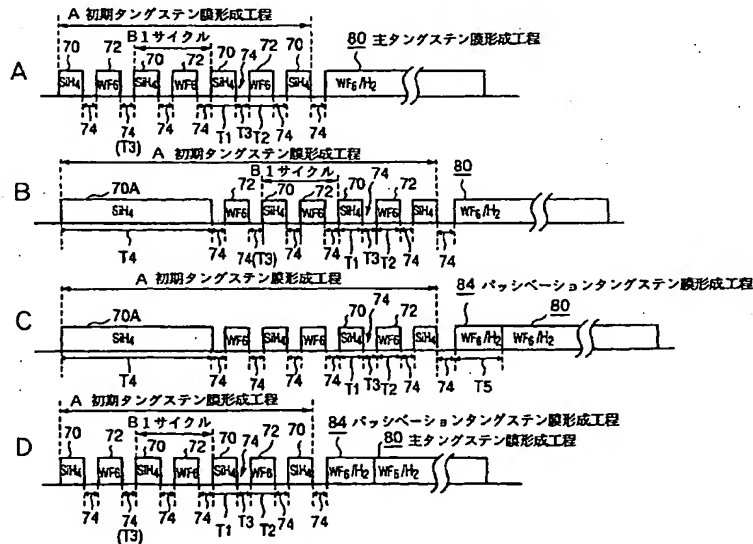 A 初期タングステン膜形成工程
70 72 B1サイクル 70 72 70 74 72 70 80 主タングステン膜形成工程
A
SiH4 WF6 SiH4 WF6 SiH4 WF6 SiH4 WF6/H2
74 74 74 74 74 T1 T3 T2 74 74
(T3)
A 初期タングステン膜形成工程
B
70A 72 B1サイクル 70 72 70 74 72 80
SiH4 WF6 SiH4 WF6 SiH4 WF6 SiH4 WF6/H2
T4 74 74(T3) 74 74 T1 T3 T2 74 74
A 初期タングステン膜形成工程
84 パッシベーションタングステン膜形成工程
C
70A 70 74 72 80
SiH4 WF6 SiH4 WF6 SiH4 WF6 SiH4 WF6/H2 WF6/H2
T4 74 74 74 74 T1 T3 T2 74 74 T5
A 初期タングステン膜形成工程
84 パッシベーションタングステン膜形成工程
D
70 72 B1サイクル 70 72 70 74 72 70 80 主タングステン膜形成工程
SiH4 WF6 SiH4 WF6 SiH4 WF6 SiH4 WF6/H2 WF6/H2
74 74 74 74 74 T1 T3 T2 74 74
(T3)